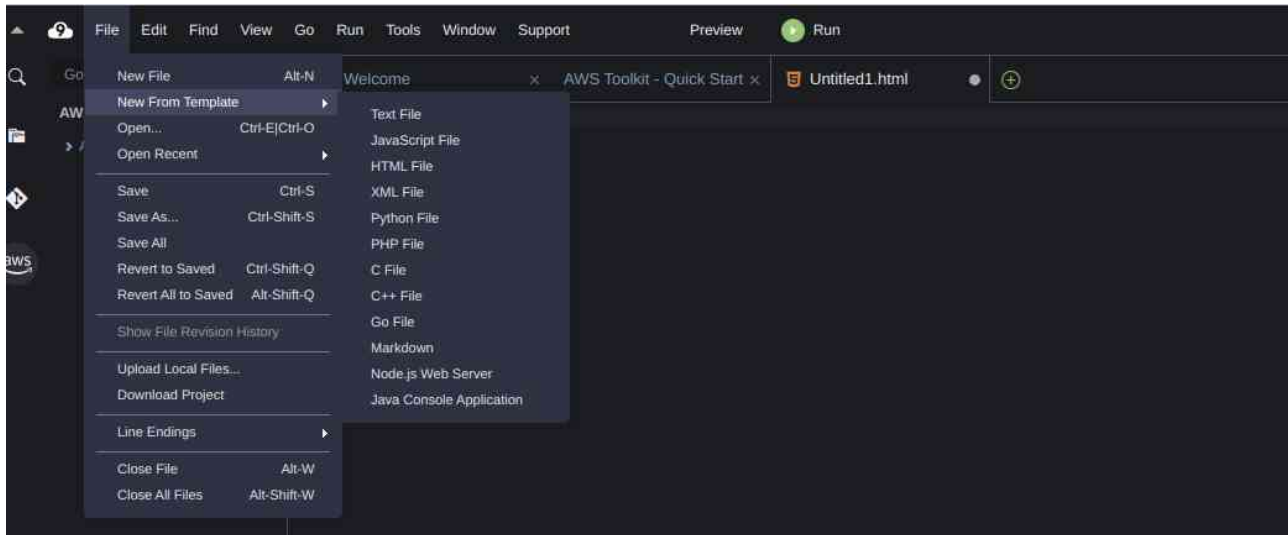 File Edit Find View Go Run Tools Window Support Preview Run
Go
Welcome × AWS Toolkit - Quick Start × Untitled1.html
AW
aws
New File Alt-N
New From Template
Open... Ctrl-E|Ctrl-O
Open Recent
Save Ctrl-S
Save As... Ctrl-Shift-S
Save All
Revert to Saved Ctrl-Shift-Q
Revert All to Saved Alt-Shift-Q
Show File Revision History
Upload Local Files...
Download Project
Line Endings
Close File Alt-W
Close All Files Alt-Shift-W
Text File
JavaScript File
HTML File
XML File
Python File
PHP File
C File
C++ File
Go File
Markdown
Node.js Web Server
Java Console Application